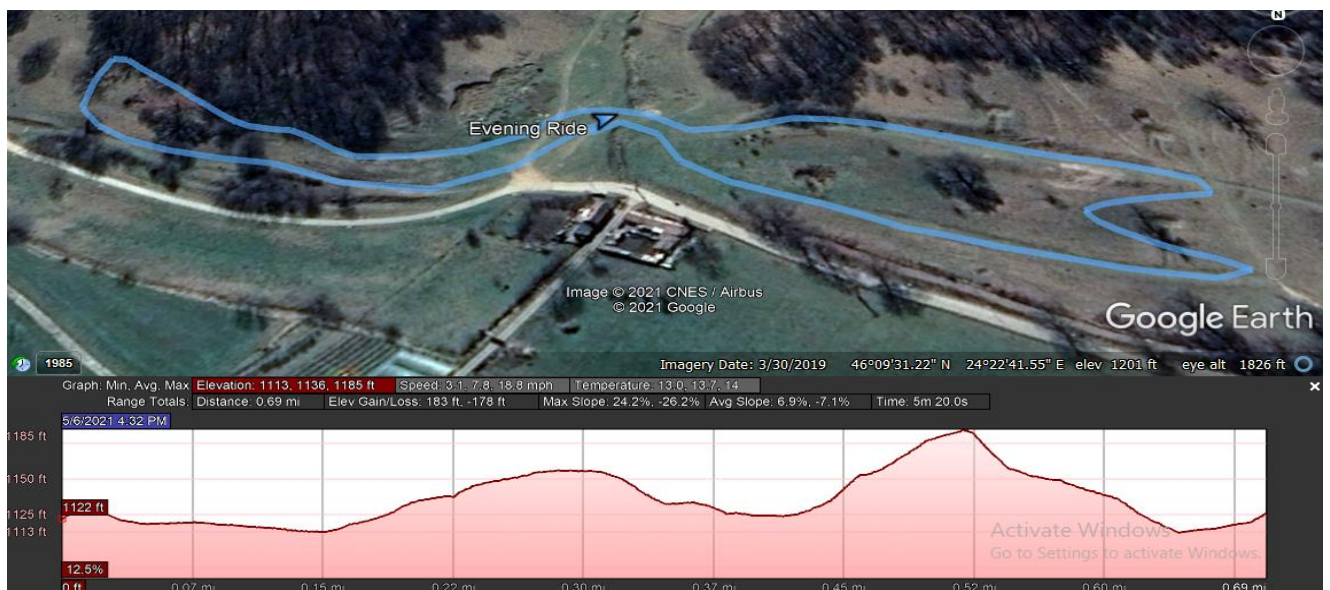 N
Evening Ride
Image © 2021 CNES / Airbus
© 2021 Google
Google Earth
1985
Imagery Date: 3/30/2019 46°09'31.22" N 24°22'41.55" E elev 1201 ft eye alt 1826 ft
Graph: Min, Avg, Max Elevation: 1113, 1136, 1185 ft Speed: 3.1, 7.8, 18.8 mph Temperature: 13.0, 13.7, 14
Range Totals: Distance: 0.69 mi Elev Gain/Loss: 183 ft, -178 ft Max Slope: 24.2%, -26.2% Avg Slope: 6.9%, -7.1% Time: 5m 20.0s
5/6/2021 4:32 PM
1185 ft
1150 ft
1122 ft
1125 ft
1113 ft
Activate Windows
Go to Settings to activate Windows.
12.5%
0 ft 0.07 mi 0.15 mi 0.22 mi 0.30 mi 0.37 mi 0.45 mi 0.52 mi 0.60 mi 0.69 mi